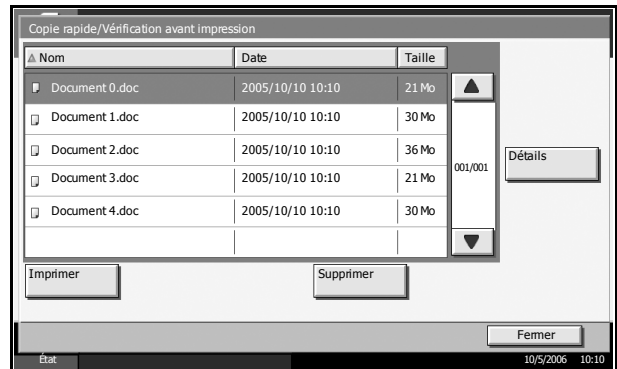 Copie rapide/Vérification avant impression
Nom Date Taille
Document 0.doc 2005/10/10 10:10 21 Mo
Document 1.doc 2005/10/10 10:10 30 Mo
Document 2.doc 2005/10/10 10:10 36 Mo
Document 3.doc 2005/10/10 10:10 21 Mo
Document 4.doc 2005/10/10 10:10 30 Mo
001/001
Détails
Imprimer Supprimer
Fermer
État 10/5/2006 10:10